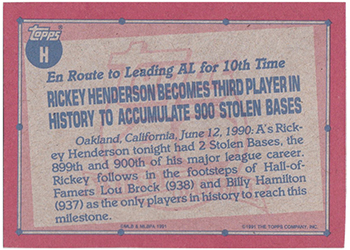 Topps
H
En Route to Leading AL for 10th Time
RICKEY HENDERSON BECOMES THIRD PLAYER IN
HISTORY TO ACCUMULATE 900 STOLEN BASES
Oakland, California, June 12, 1990: A's Rick-
ey Henderson tonight had 2 Stolen Bases, the
899th and 900th of his major league career.
Rickey follows in the footsteps of Hall-of-
Famers Lou Brock (938) and Billy Hamilton
(937) as the only players in history to reach this
milestone.
©MLB & MLBPA 1991
©1991 THE TOPPS COMPANY, INC.